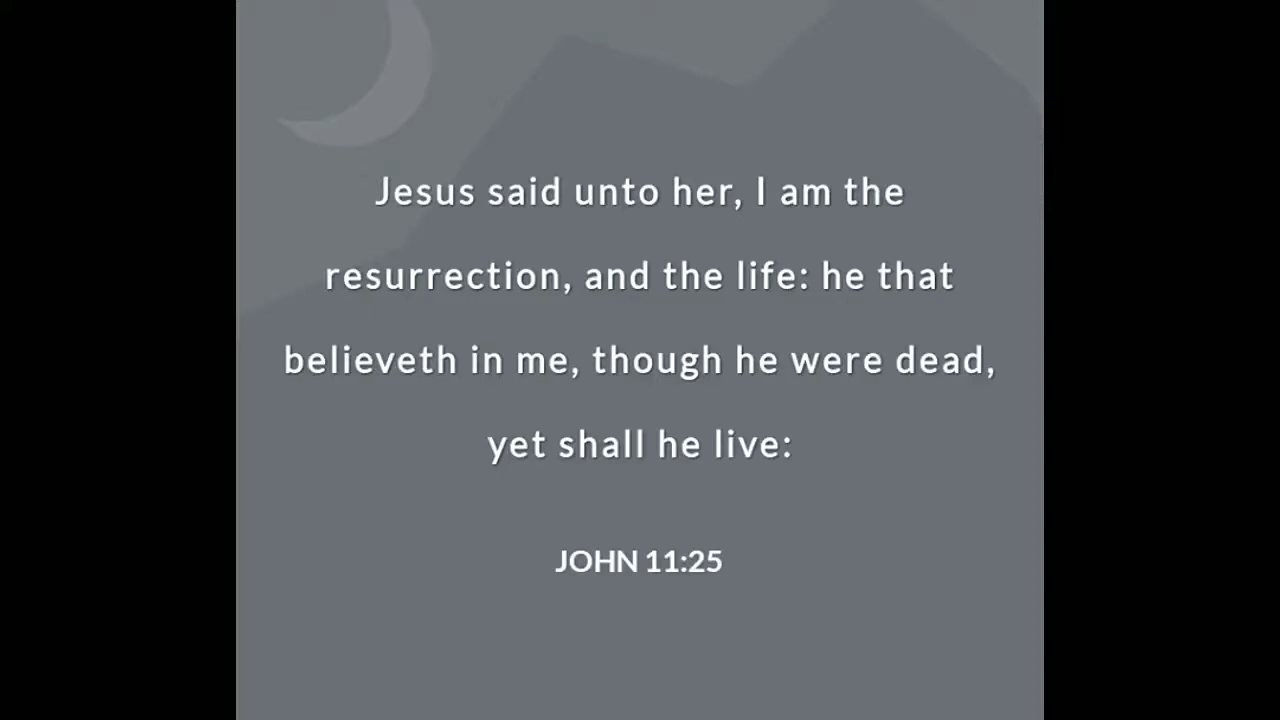 Jesus said unto her, I am the
resurrection, and the life: he that
believeth in me, though he were dead,
yet shall he live:
JOHN 11:25